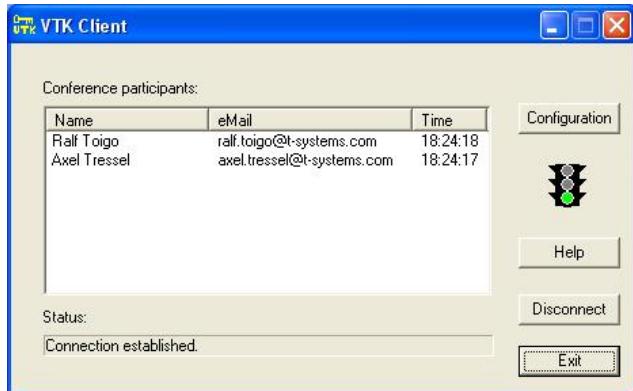 VTK VTK Client
Conference participants:
Name eMail Time
Ralf Toigo ralf.toigo@t-systems.com 18:24:18
Axel Tressel axel.tressel@t-systems.com 18:24:17
Configuration
Help
Disconnect
Exit
Status:
Connection established.